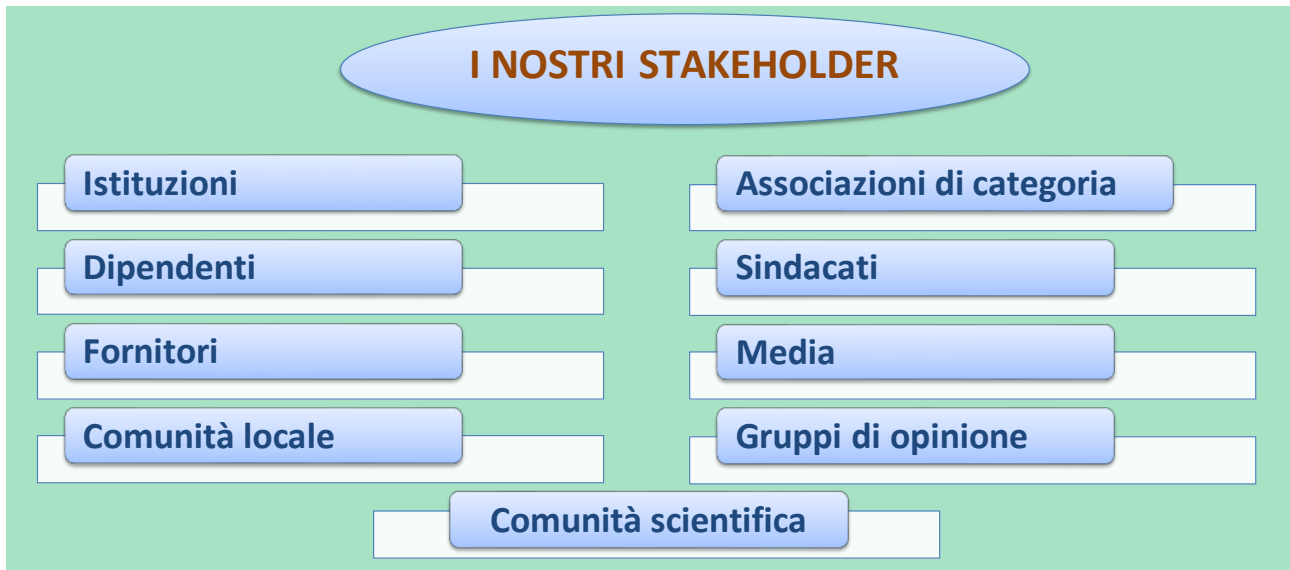 I NOSTRI STAKEHOLDER
Istituzioni
Dipendenti
Fornitori
Comunità locale
Associazioni di categoria
Sindacati
Media
Gruppi di opinione
Comunità scientifica